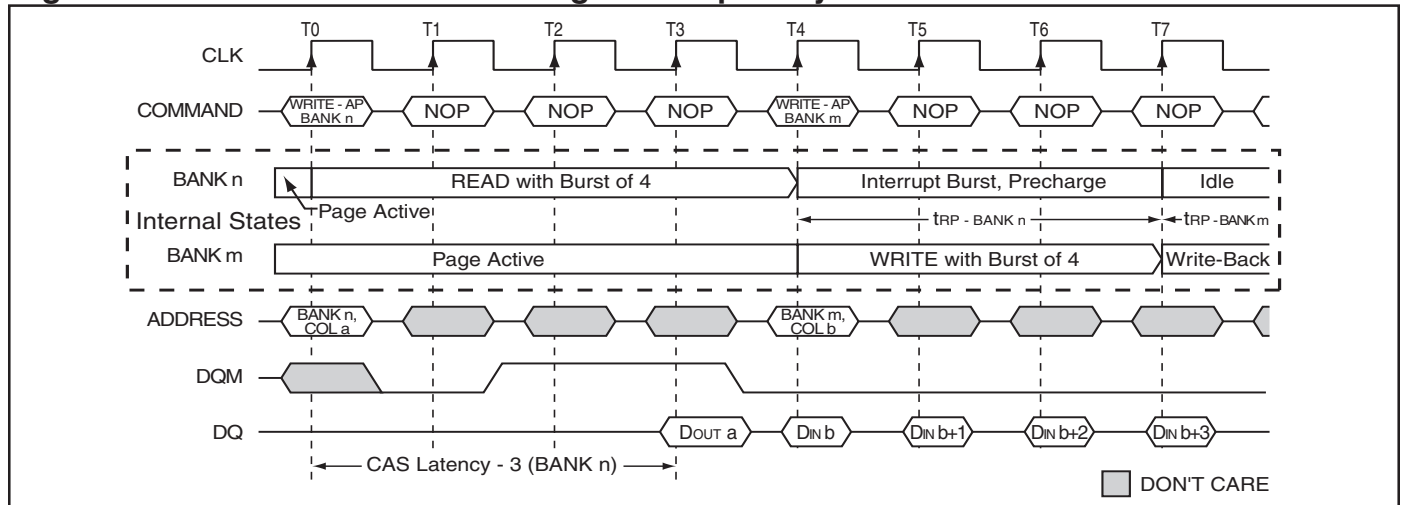 T0 T1 T2 T3 T4 T5 T6 T7
CLK
COMMAND WRITE - AP BANK n NOP NOP NOP WRITE - AP BANK m NOP NOP NOP
BANK n READ with Burst of 4 Interrupt Burst, Precharge Idle
Page Active
Internal States tRP - BANK n tRP - BANK m
BANK m Page Active WRITE with Burst of 4 Write-Back
ADDRESS BANK n, COL a BANK m, COL b
DQM
DQ DOUT a DIN b DIN b+1 DIN b+2 DIN b+3
CAS Latency - 3 (BANK n)
DON'T CARE